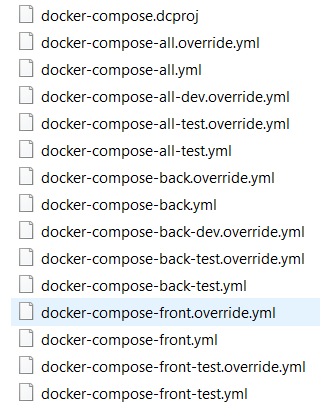 docker-compose.dcproj
docker-compose-all.override.yml
docker-compose-all.yml
docker-compose-all-dev.override.yml
docker-compose-all-test.override.yml
docker-compose-all-test.yml
docker-compose-back.override.yml
docker-compose-back.yml
docker-compose-back-dev.override.yml
docker-compose-back-test.override.yml
docker-compose-back-test.yml
docker-compose-front.override.yml
docker-compose-front.yml
docker-compose-front-test.override.yml
docker-compose-front-test.yml